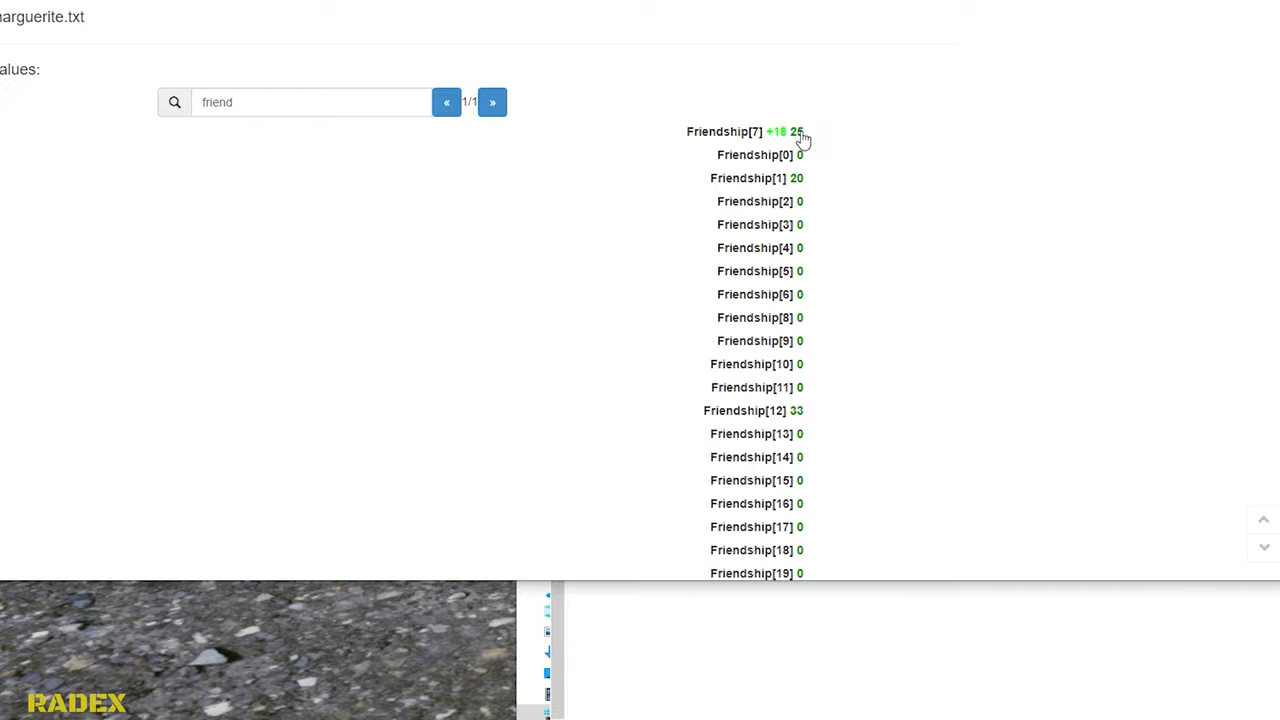 arguerite.txt
alues:
friend
«
1/1
»
Friendship[7] +18 25
Friendship[0] 0
Friendship[1] 20
Friendship[2] 0
Friendship[3] 0
Friendship[4] 0
Friendship[5] 0
Friendship[6] 0
Friendship[8] 0
Friendship[9] 0
Friendship[10] 0
Friendship[11] 0
Friendship[12] 33
Friendship[13] 0
Friendship[14] 0
Friendship[15] 0
Friendship[16] 0
Friendship[17] 0
Friendship[18] 0
Friendship[19] 0
RADEX